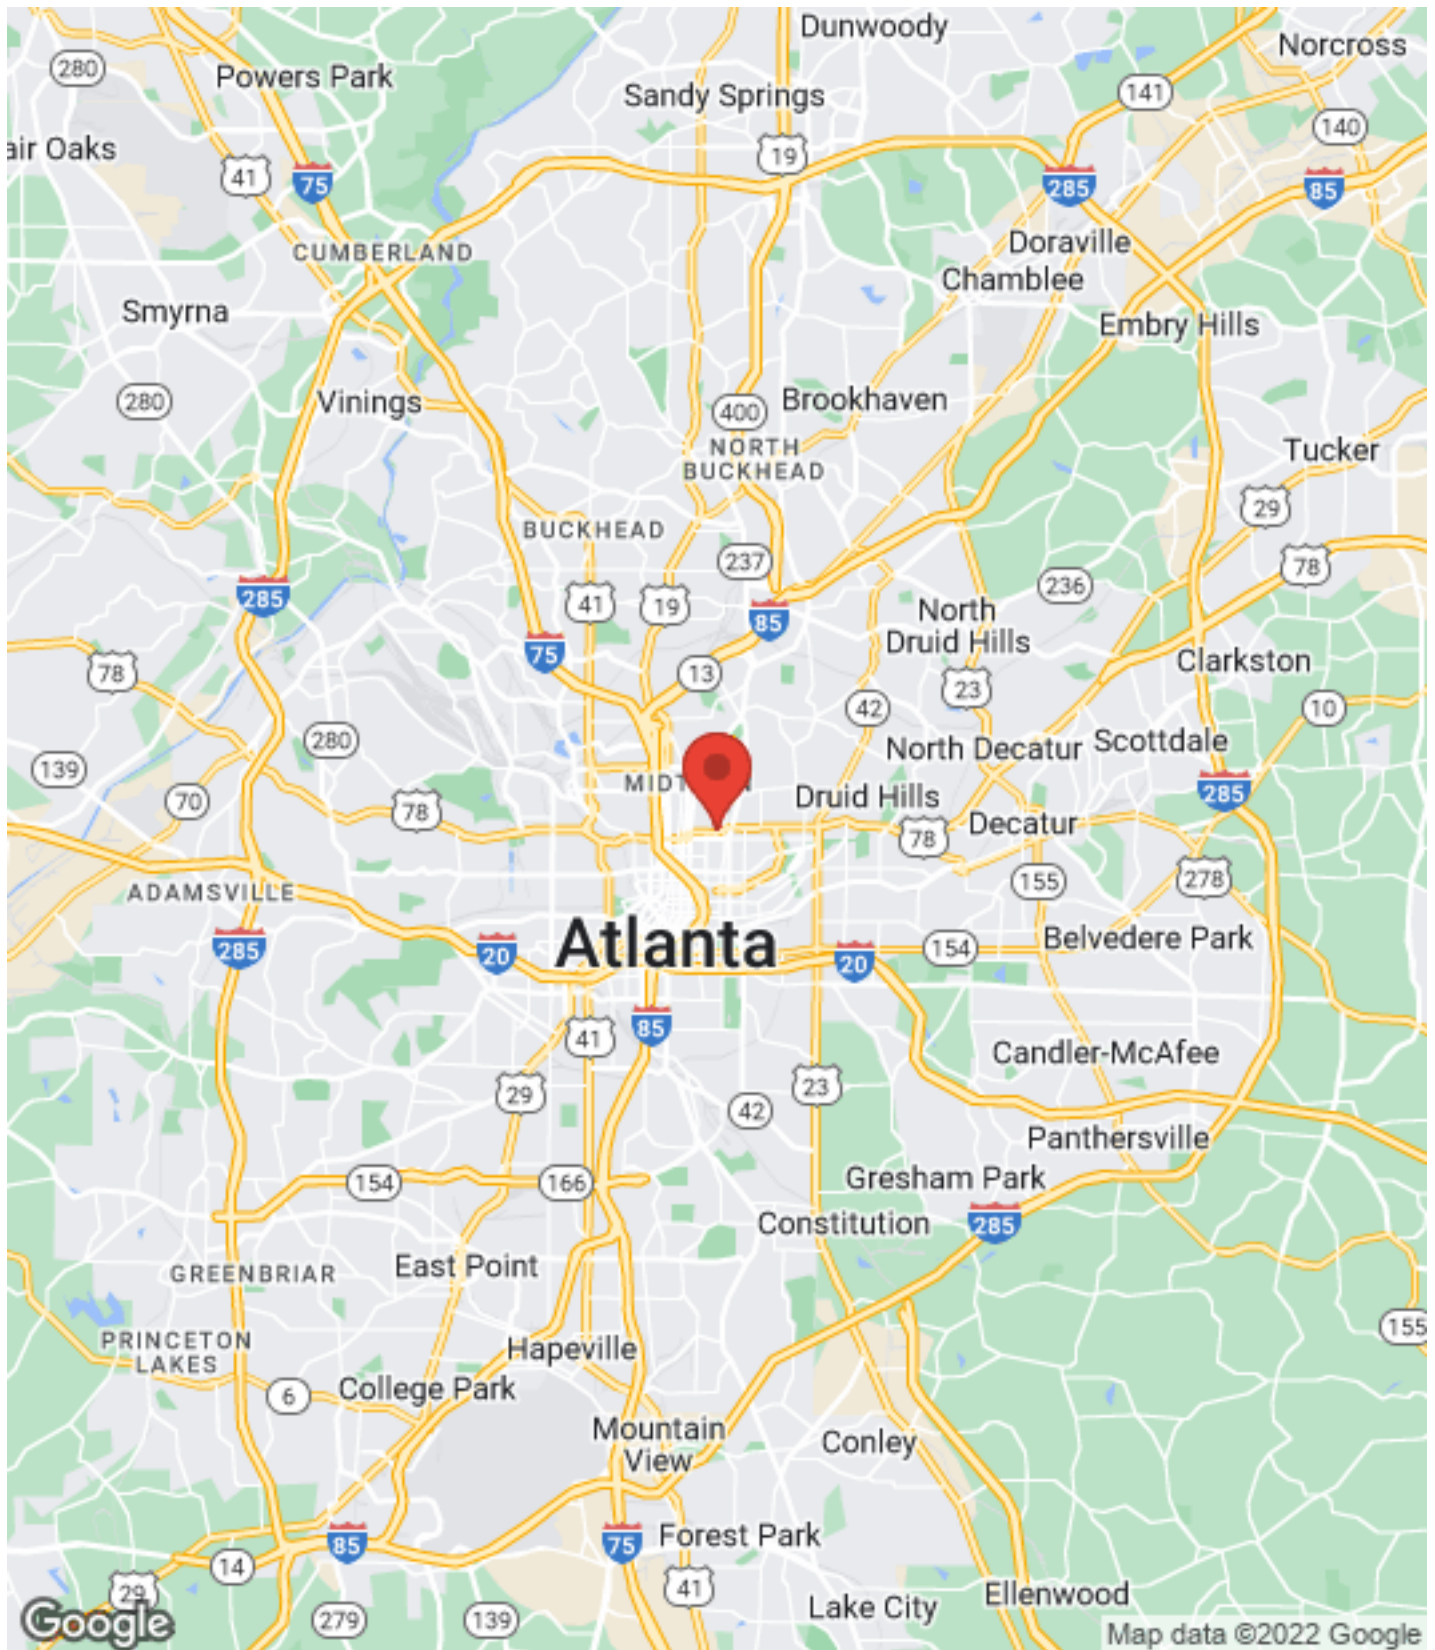 Dunwoody
Norcross
280
Powers Park
Sandy Springs
141
140
air Oaks
19
41
75
285
85
Doraville
CUMBERLAND
Chamblee
Smyrna
Embry Hills
280
Vinings
400
Brookhaven
NORTH
BUCKHEAD
Tucker
29
BUCKHEAD
237
78
236
285
41
19
85
North
Druid Hills
75
78
13
23
Clarkston
42
10
280
139
North Decatur
Scottdale
MIDT
N
70
Druid Hills
285
78
Decatur
78
155
278
ADAMSVILLE
Atlanta
285
20
20
154
Belvedere Park
85
41
Candler-McAfee
29
23
42
Panthersville
154
166
Gresham Park
Constitution
285
East Point
GREENBRIAR
PRINCETON
LAKES
155
Hapeville
6
College Park
Mountain
View
Conley
85
75
Forest Park
14
29
41
Ellenwood
Lake City
279
139
Google
Map data ©2022 Google